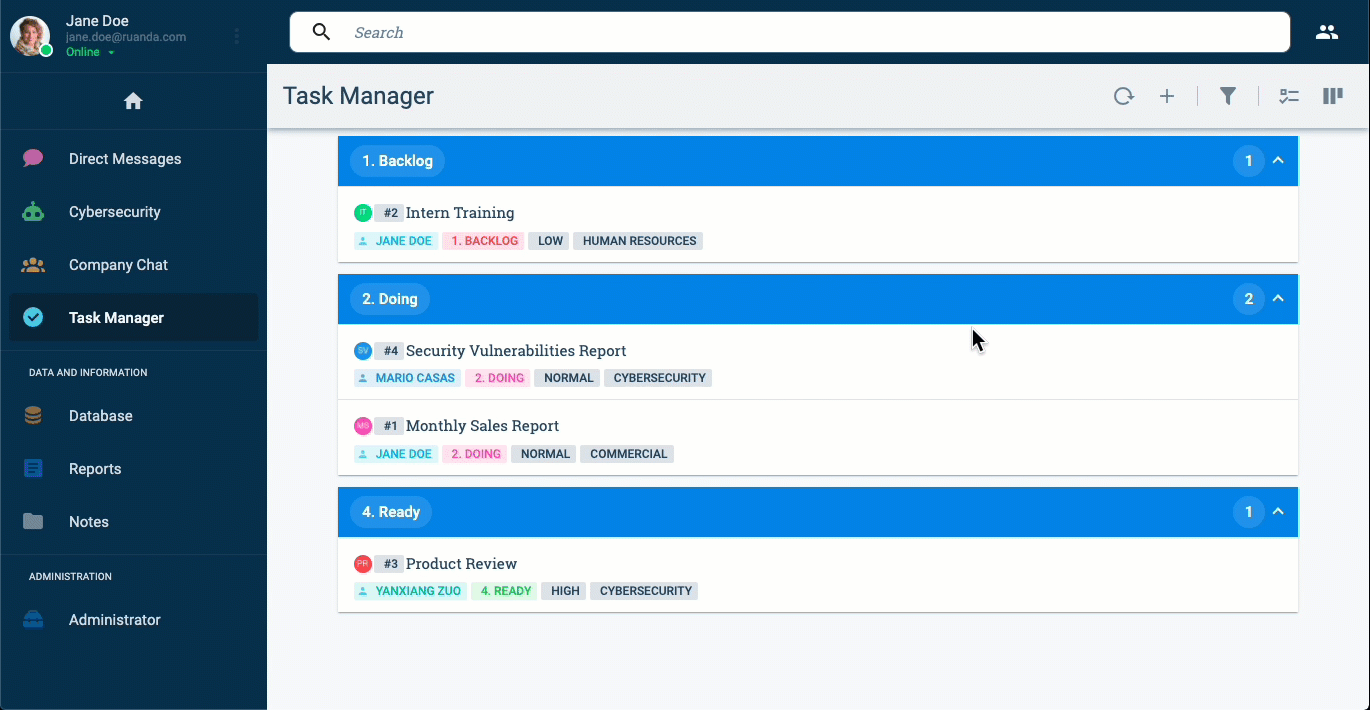 Jane Doe
jane.doe@ruanda.com
Online
Search
Direct Messages
Cybersecurity
Company Chat
Task Manager
DATA AND INFORMATION
Database
Reports
Notes
ADMINISTRATION
Administrator
Task Manager
1. Backlog 1
IT #2 Intern Training
JANE DOE 1. BACKLOG LOW HUMAN RESOURCES
2. Doing 2
SV #4 Security Vulnerabilities Report
MARIO CASAS 2. DOING NORMAL CYBERSECURITY
#1 Monthly Sales Report
JANE DOE 2. DOING NORMAL COMMERCIAL
4. Ready 1
PR #3 Product Review
YANXIANG ZUO 4. READY HIGH CYBERSECURITY